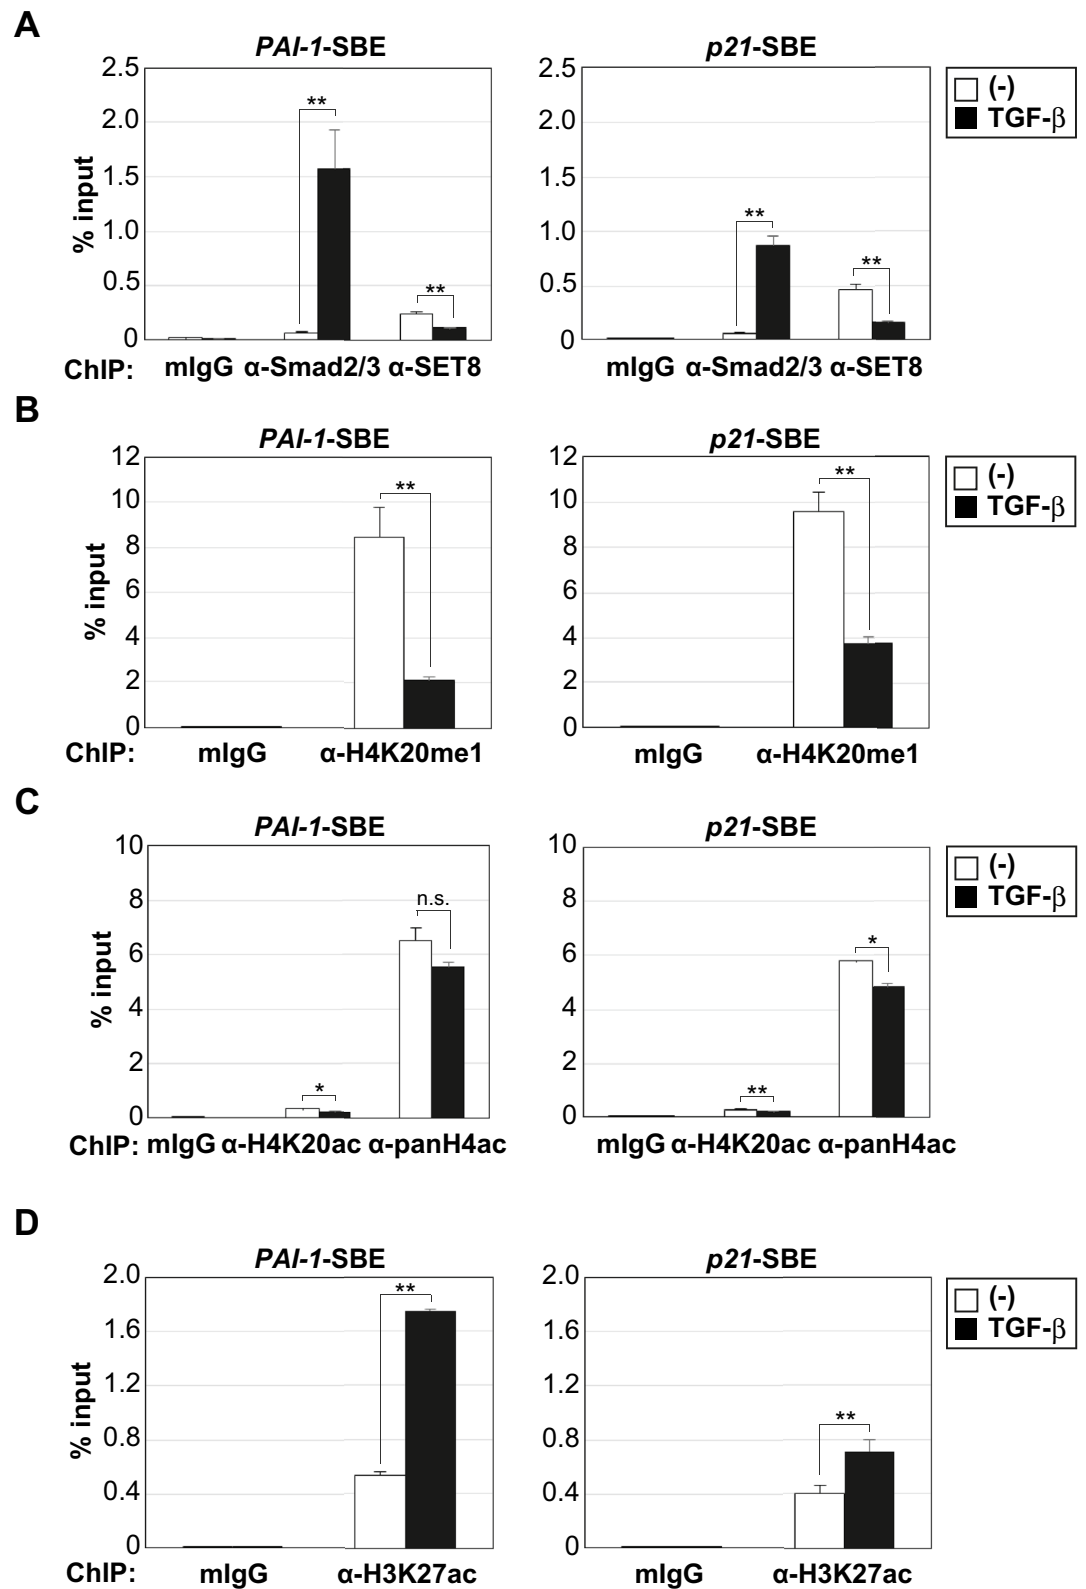 A
PAI-1-SBE
p21-SBE
2.5
2.0
1.5
1.0
0.5
0
% input
**
**
2.5
2.0
1.5
1.0
0.5
0
**
**
(-)
TGF-β
ChIP: mIgG α-Smad2/3 α-SET8
mIgG α-Smad2/3 α-SET8
B
PAI-1-SBE
p21-SBE
12
10
8
6
4
2
0
% input
**
12
10
8
6
4
2
0
**
(-)
TGF-β
ChIP: mIgG α-H4K20me1
mIgG α-H4K20me1
C
PAI-1-SBE
p21-SBE
10
8
6
4
2
0
% input
*
n.s.
10
8
6
4
2
0
**
*
(-)
TGF-β
ChIP: mIgG α-H4K20ac α-panH4ac
mIgG α-H4K20ac α-panH4ac
D
PAI-1-SBE
p21-SBE
2.0
1.6
1.2
0.8
0.4
0
% input
**
2.0
1.6
1.2
0.8
0.4
0
**
(-)
TGF-β
ChIP: mIgG α-H3K27ac
mIgG α-H3K27ac